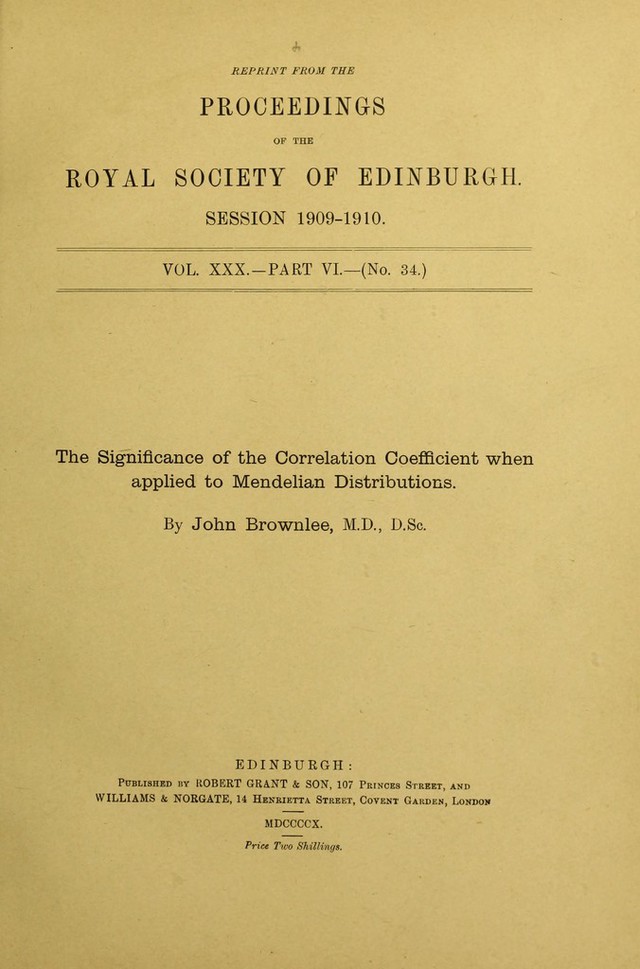 REPRINT FROM THE
PROCEEDINGS
OF THE
ROYAL SOCIETY OF EDINBURGH.
SESSION 1909-1910.
VOL. XXX.—PART VI.—(No. 34.)
The Significance of the Correlation Coefficient when
applied to Mendelian Distributions.
By John Brownlee, M.D., D.Sc.
EDINBURGH:
Published by ROBERT GRANT & SON, 107 Princes Street, and
WILLIAMS & NORGATE, 14 Henrietta Street, Covent Garden, London
MDCCCCX.
Price Two Shillings.